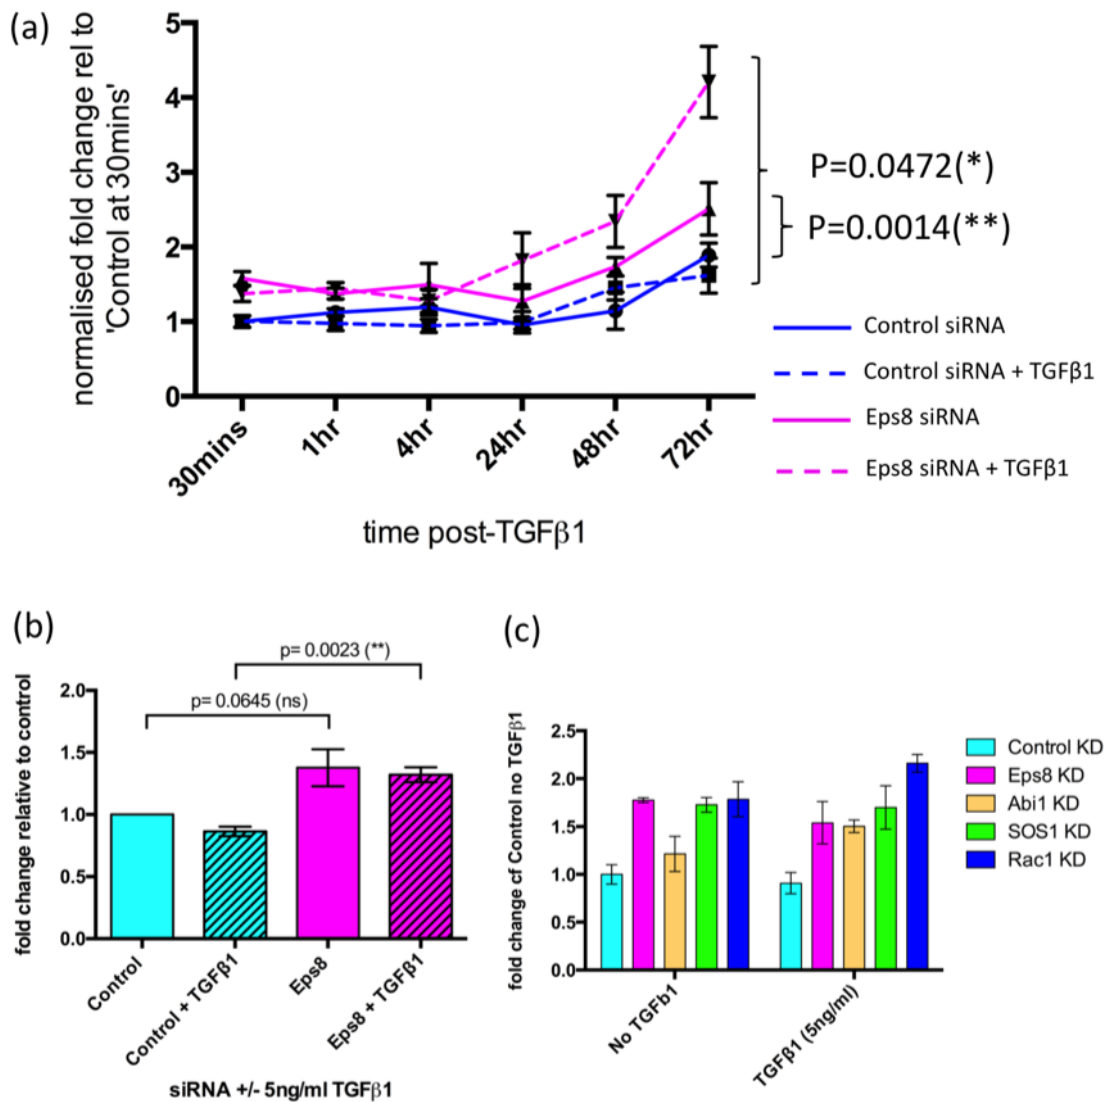 (a)
normalised fold change rel to
'Control at 30mins'
5
4
3
2
1
0
30mins
1hr
4hr
24hr
48hr
72hr
time post-TGFβ1
P=0.0472(*)
P=0.0014(**)
Control siRNA
Control siRNA + TGFβ1
Eps8 siRNA
Eps8 siRNA + TGFβ1
(b)
p= 0.0023 (**)
p= 0.0645 (ns)
fold change relative to control
2.0
1.5
1.0
0.5
0.0
Control
Control + TGFβ1
Eps8
Eps8 + TGFβ1
siRNA +/- 5ng/ml TGFβ1
(c)
fold change of Control no TGFβ1
2.5
2.0
1.5
1.0
0.5
0.0
No TGFb1
TGFβ1 (5ng/ml)
Control KD
Eps8 KD
Abi1 KD
SOS1 KD
Rac1 KD